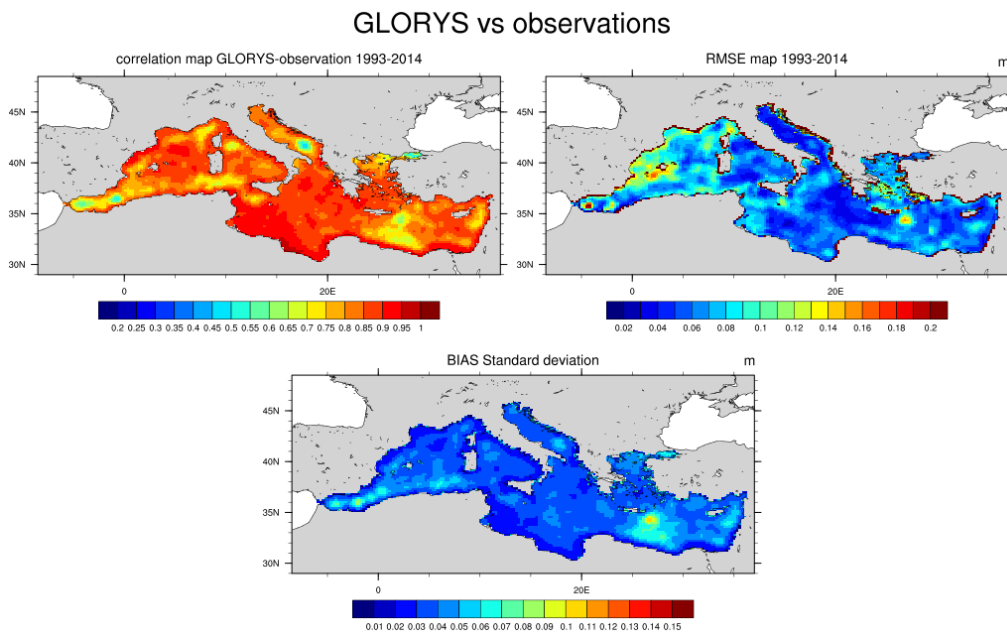 GLORYS vs observations
correlation map GLORYS-observation 1993-2014
45N
40N
35N
30N
0
20E
0.2 0.25 0.3 0.35 0.4 0.45 0.5 0.55 0.6 0.65 0.7 0.75 0.8 0.85 0.9 0.95 1
RMSE map 1993-2014
m
45N
40N
35N
30N
0
20E
0.02 0.04 0.06 0.08 0.1 0.12 0.14 0.16 0.18 0.2
BIAS Standard deviation
m
45N
40N
35N
30N
0
20E
0.01 0.02 0.03 0.04 0.05 0.06 0.07 0.08 0.09 0.1 0.11 0.12 0.13 0.14 0.15